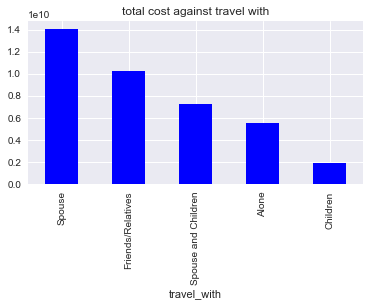 total cost against travel with
1e10
1.4
1.2
1.0
0.8
0.6
0.4
0.2
0.0
Spouse
Friends/Relatives
Spouse and Children
Alone
Children
travel_with